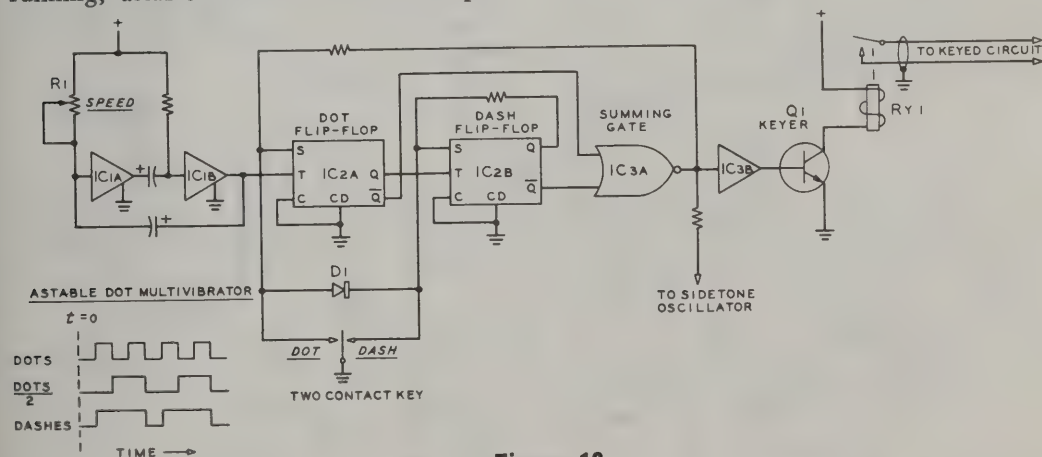 +
+
TO KEYED CIRCUIT
R1
SPEED
DOT
FLIP-FLOP
DASH
FLIP-FLOP
SUMMING
GATE
Q1
KEYER
RY 1
+
IC1A
IC1B
S
T
C
IC2A
CD
Q
Q̅
S
T
C
IC2B
CD
Q
Q̅
IC3A
IC3B
+
D1
ASTABLE DOT MULTIVIBRATOR
TO SIDETONE
OSCILLATOR
DOT
DASH
TWO CONTACT KEY
t = 0
DOTS
DOTS
2
DASHES
TIME